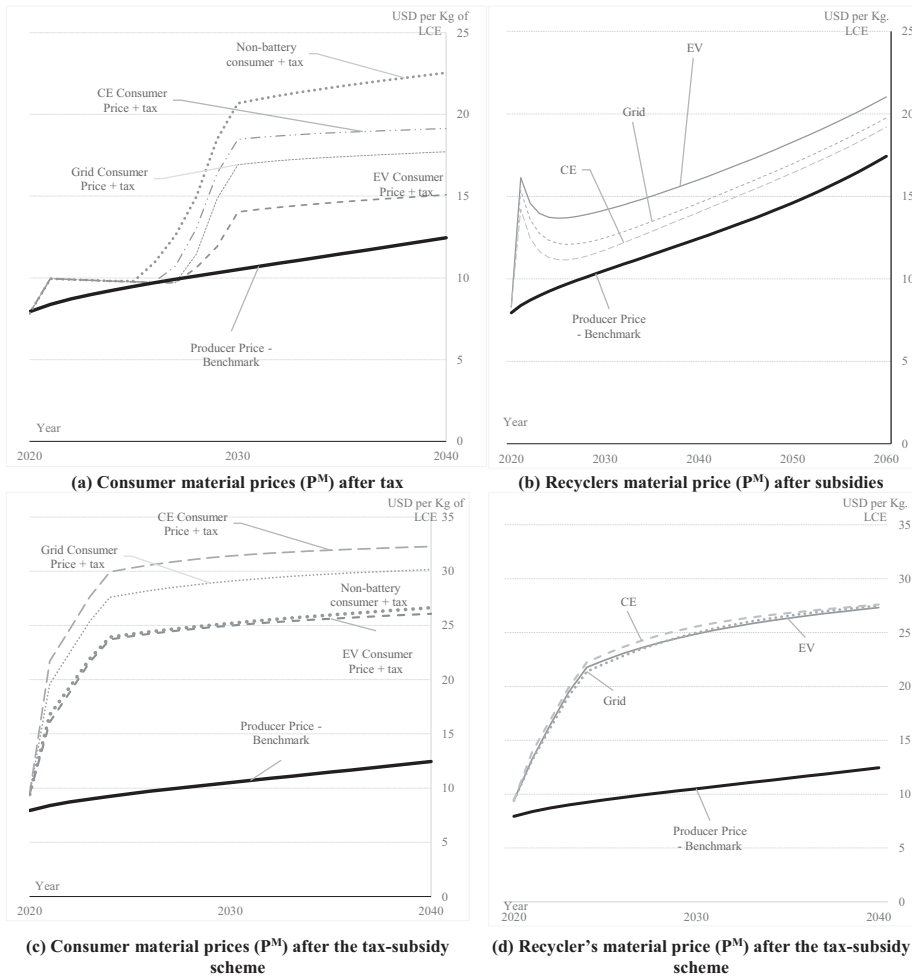 USD per Kg of
LCE
25
20
15
10
5
0
Non-battery
consumer + tax
CE Consumer
Price + tax
Grid Consumer
Price + tax
EV Consumer
Price + tax
Producer Price -
Benchmark
Year
2020
2030
2040
(a) Consumer material prices (Pᴹ) after tax
USD per Kg.
LCE
25
20
15
10
5
0
EV
Grid
CE
Producer Price
- Benchmark
Year
2020
2030
2040
2050
2060
(b) Recyclers material price (Pᴹ) after subsidies
USD per Kg of
LCE
35
30
25
20
15
10
5
0
CE Consumer
Price + tax
Grid Consumer
Price + tax
Non-battery
consumer + tax
EV Consumer
Price + tax
Producer Price -
Benchmark
Year
2020
2030
2040
(c) Consumer material prices (Pᴹ) after the tax-subsidy
scheme
USD per Kg.
LCE
35
30
25
20
15
10
5
0
CE
EV
Grid
Producer Price
- Benchmark
Year
2020
2030
2040
(d) Recycler's material price (Pᴹ) after the tax-subsidy
scheme